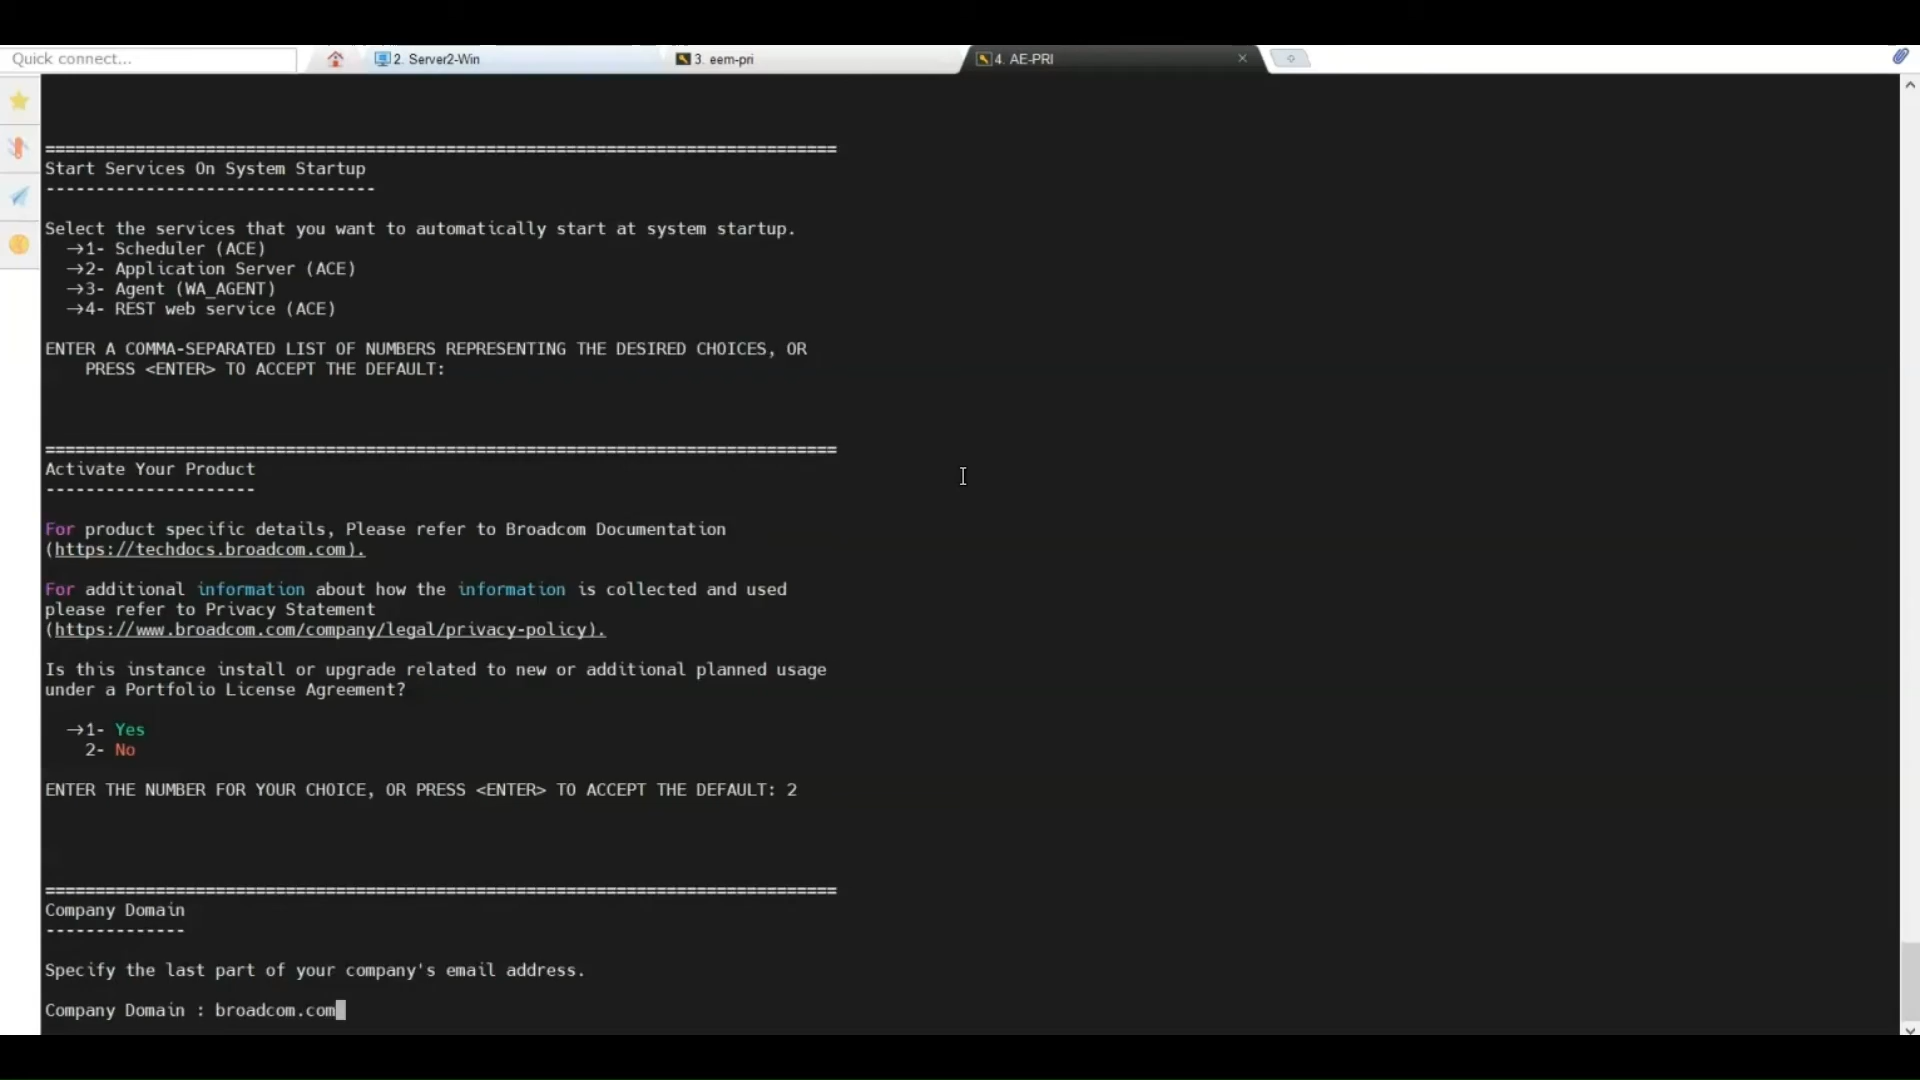 Quick connect...
2. Server2-Win
3. eem-pri
4. AE-PRI
===============================================================================
Start Services On System Startup
---------------------------------
Select the services that you want to automatically start at system startup.
->1- Scheduler (ACE)
->2- Application Server (ACE)
->3- Agent (WA_AGENT)
->4- REST web service (ACE)
ENTER A COMMA-SEPARATED LIST OF NUMBERS REPRESENTING THE DESIRED CHOICES, OR
PRESS <ENTER> TO ACCEPT THE DEFAULT:
===============================================================================
Activate Your Product
---------------------
For product specific details, Please refer to Broadcom Documentation
(https://techdocs.broadcom.com).
For additional information about how the information is collected and used
please refer to Privacy Statement
(https://www.broadcom.com/company/legal/privacy-policy).
Is this instance install or upgrade related to new or additional planned usage
under a Portfolio License Agreement?
->1- Yes
2- No
ENTER THE NUMBER FOR YOUR CHOICE, OR PRESS <ENTER> TO ACCEPT THE DEFAULT: 2
===============================================================================
Company Domain
--------------
Specify the last part of your company's email address.
Company Domain : broadcom.com